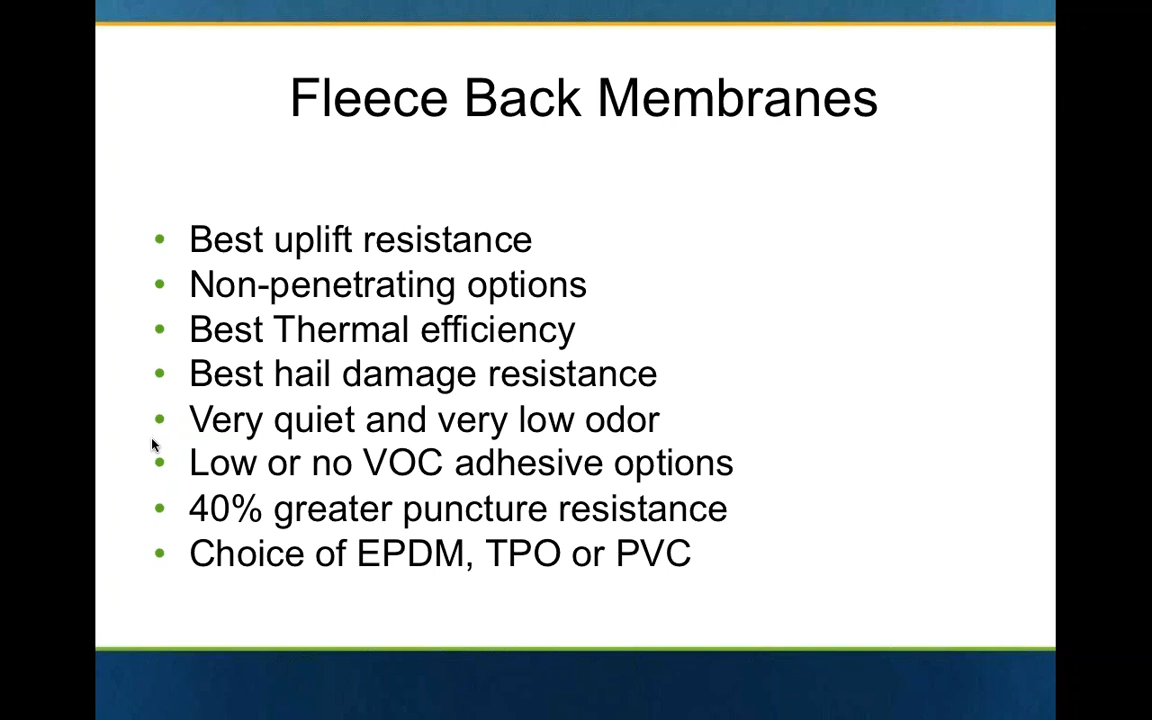 Fleece Back Membranes
• Best uplift resistance
• Non-penetrating options
• Best Thermal efficiency
• Best hail damage resistance
• Very quiet and very low odor
• Low or no VOC adhesive options
• 40% greater puncture resistance
• Choice of EPDM, TPO or PVC